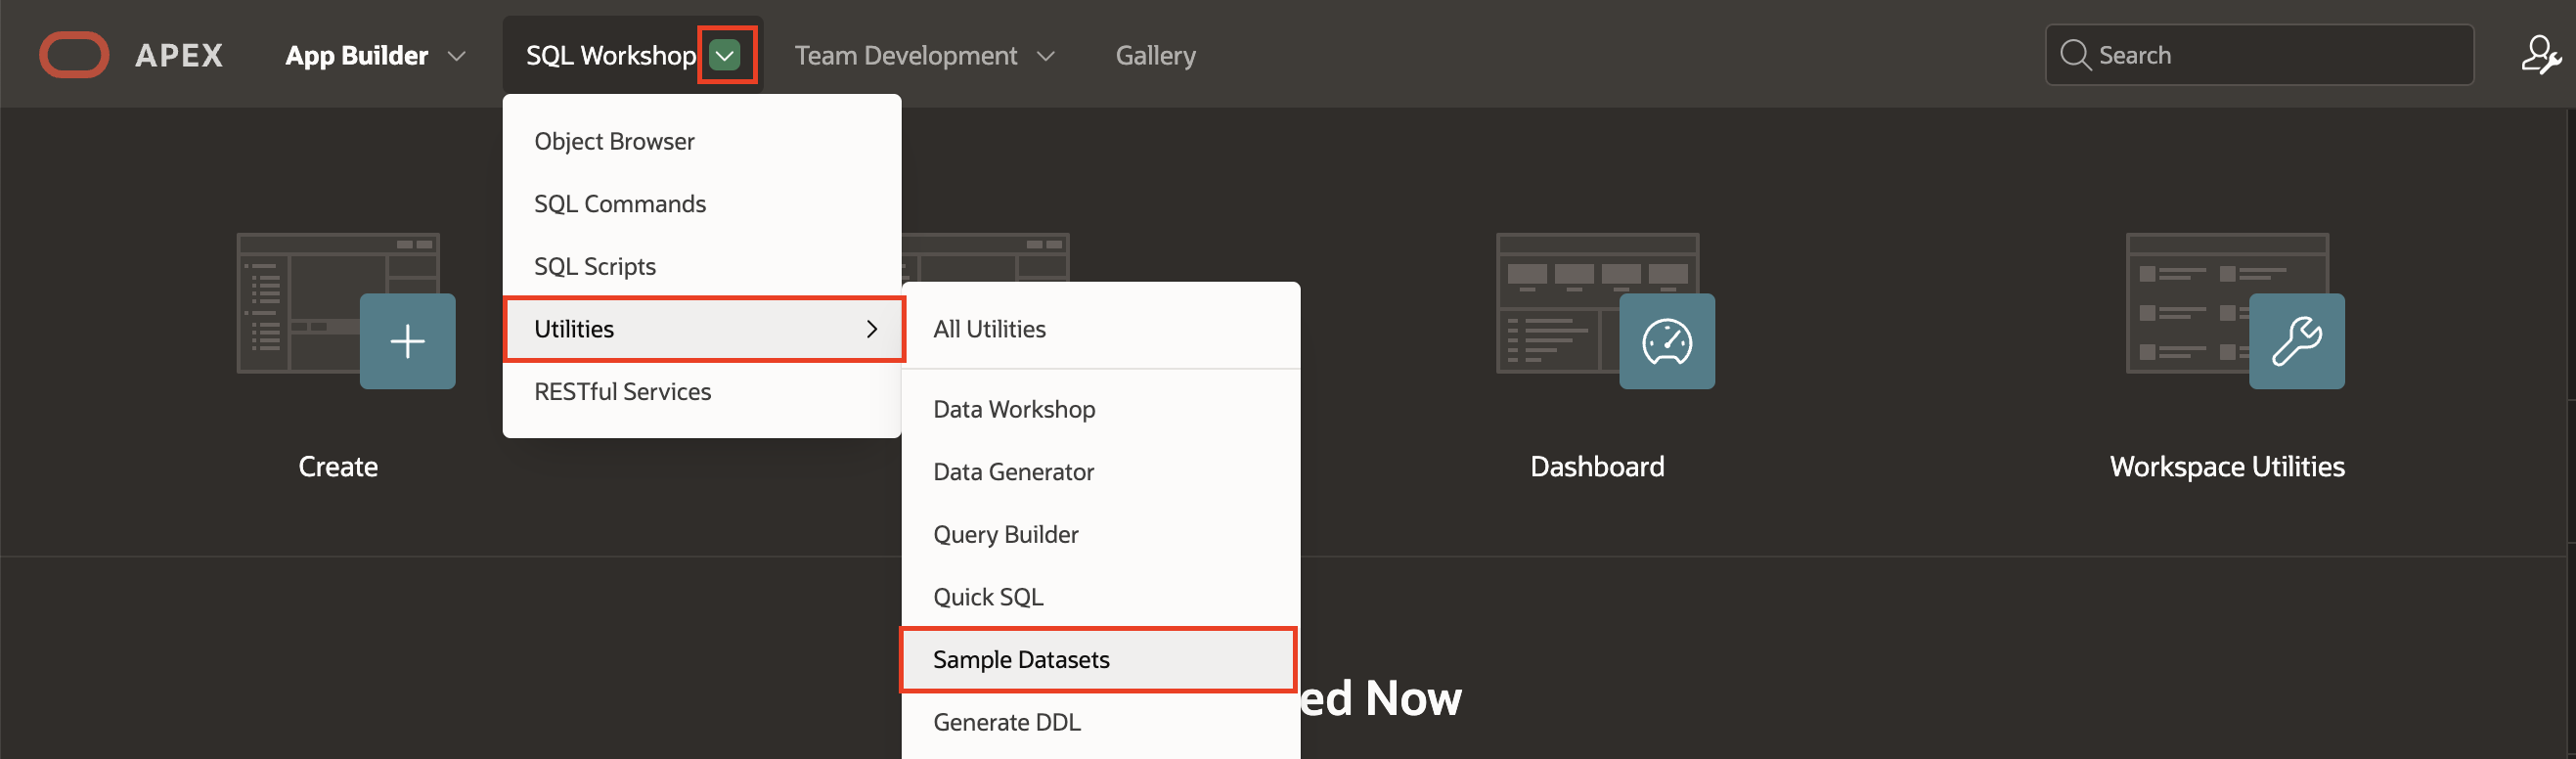 APEX
App Builder
SQL Workshop
Team Development
Gallery
Search
Object Browser
SQL Commands
SQL Scripts
Utilities
RESTful Services
All Utilities
Data Workshop
Data Generator
Query Builder
Quick SQL
Sample Datasets
Generate DDL
Create
Dashboard
Workspace Utilities
ed Now